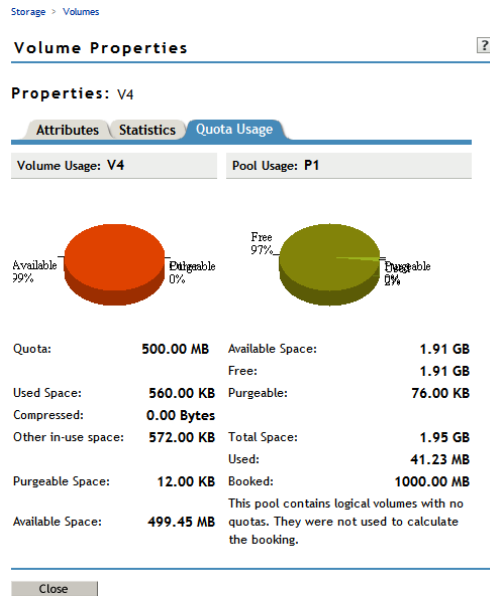 Storage > Volumes
Volume Properties
?
Properties: V4
Attributes
Statistics
Quota Usage
Volume Usage: V4
Pool Usage: P1
Available
99%
0%
Free
97%
Quota: 500.00 MB
Used Space: 560.00 KB
Compressed: 0.00 Bytes
Other in-use space: 572.00 KB
Purgeable Space: 12.00 KB
Available Space: 499.45 MB
Available Space: 1.91 GB
Free: 1.91 GB
Purgeable: 76.00 KB
Total Space: 1.95 GB
Used: 41.23 MB
Booked: 1000.00 MB
This pool contains logical volumes with no
quotas. They were not used to calculate
the booking.
Close